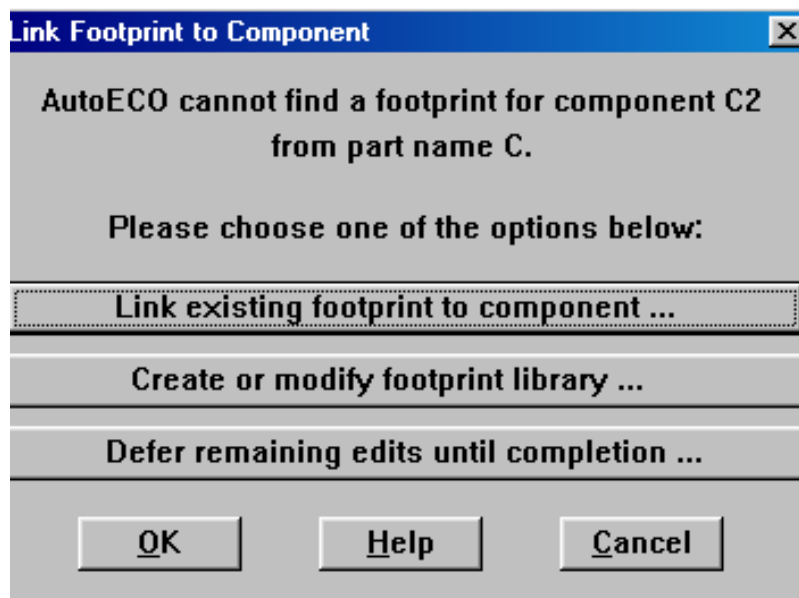 Link Footprint to Component
AutoECO cannot find a footprint for component C2
from part name C.
Please choose one of the options below:
Link existing footprint to component ...
Create or modify footprint library ...
Defer remaining edits until completion ...
OK Help Cancel